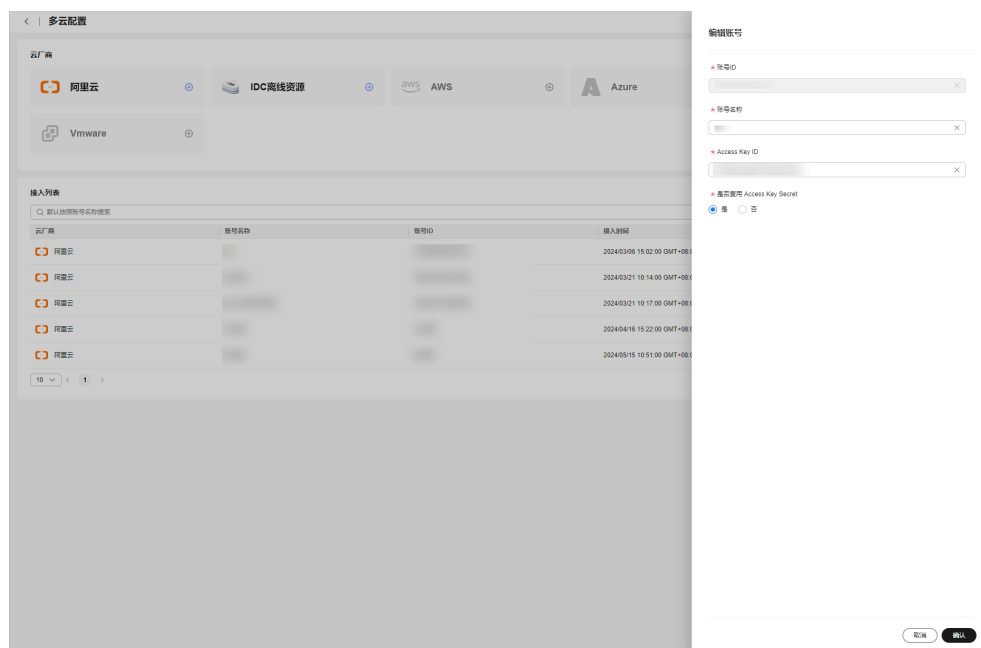 多云配置
云厂商
阿里云
IDC离线资源
aws AWS
Azure
Vmware
接入列表
默认按照账号名称搜索
云厂商 账号名称 账号ID 接入时间
阿里云 2024/03/06 15:02:00 GMT+08:0
阿里云 2024/03/21 10:14:00 GMT+08:0
阿里云 2024/03/21 10:17:00 GMT+08:0
阿里云 2024/04/16 15:22:00 GMT+08:0
阿里云 2024/05/15 10:51:00 GMT+08:0
10 1
编辑账号
* 账号ID
* 账号名称
* Access Key ID
* 是否复用 Access Key Secret
是 否
取消 确认